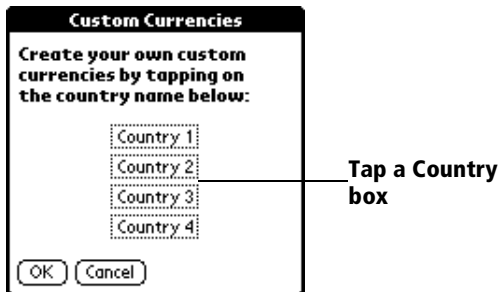 Custom Currencies
Create your own custom
currencies by tapping on
the country name below:
Country 1
Country 2
Country 3
Country 4
Tap a Country
box
OK Cancel